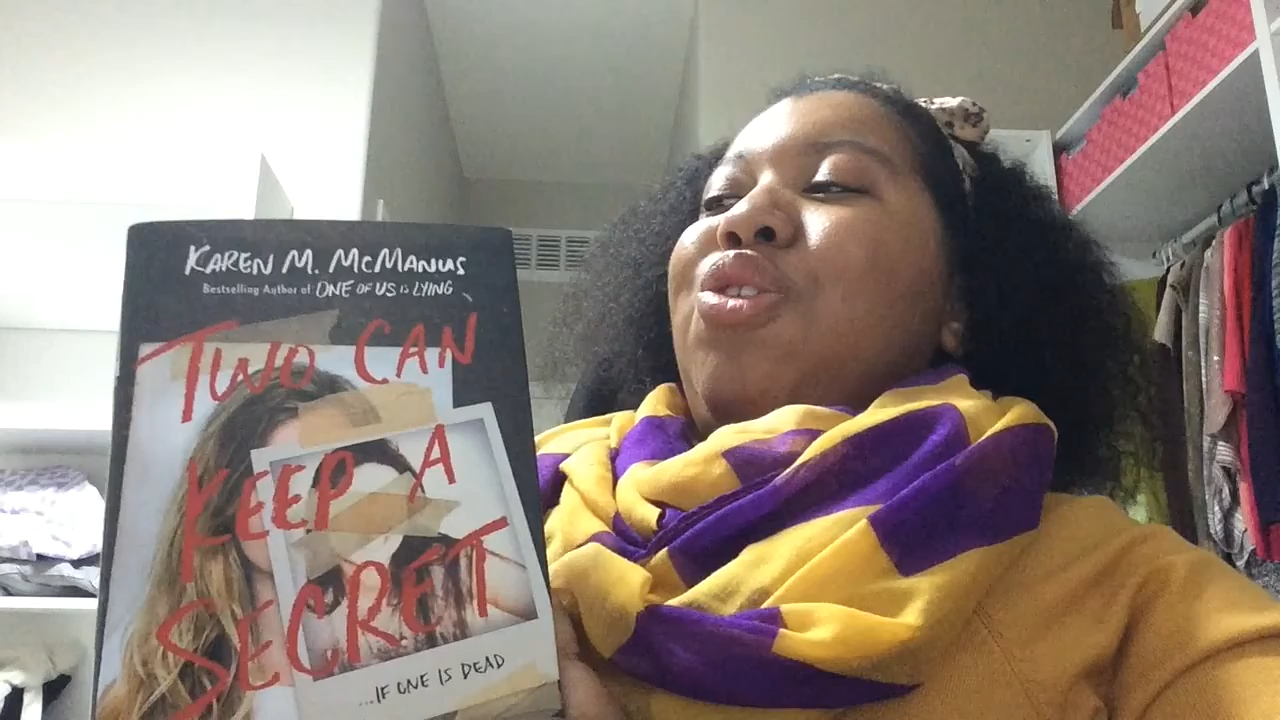 KAREN M. MCMANUS
Bestselling Author of ONE OF US IS LYING
TWO CAN
KEEP A
SECRET
...IF ONE IS DEAD